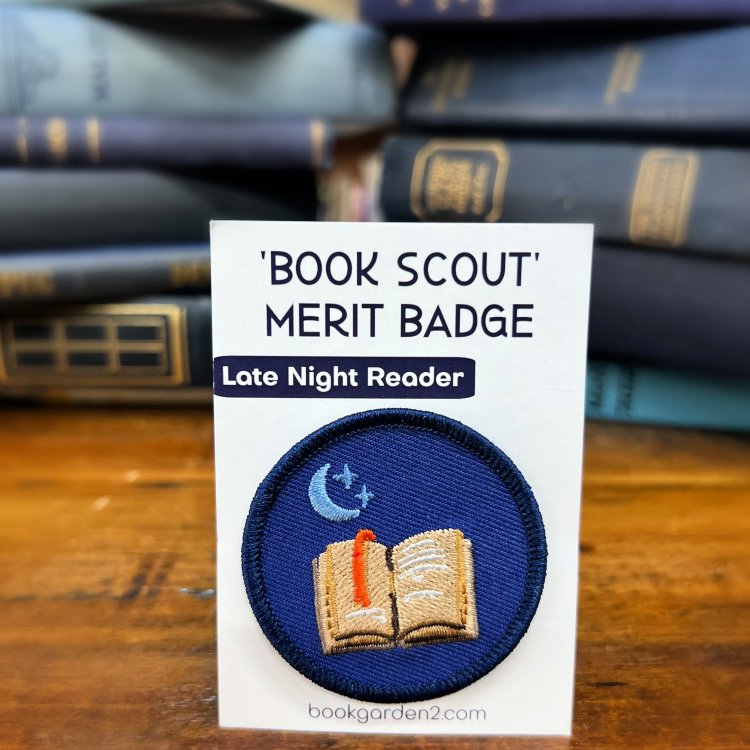 'BOOK SCOUT'
MERIT BADGE
Late Night Reader
bookgarden2.com